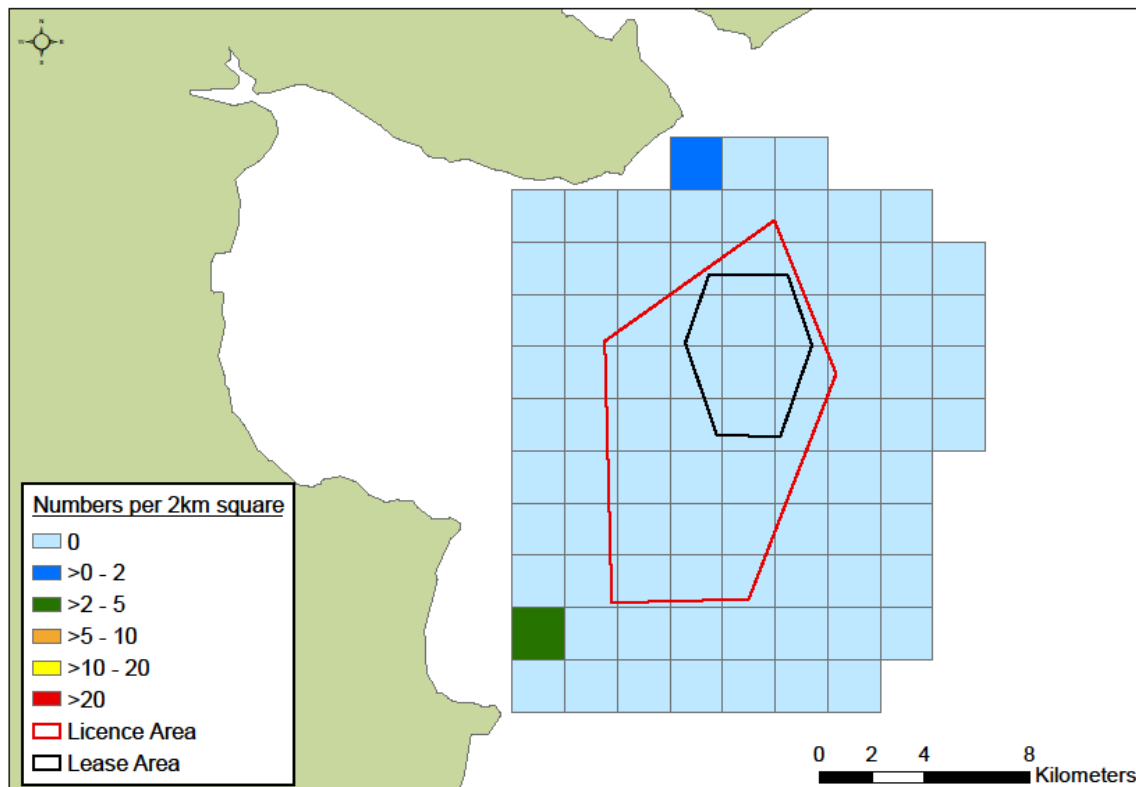 N
W
E
S
Numbers per 2km square
0
>0 - 2
>2 - 5
>5 - 10
>10 - 20
>20
Licence Area
Lease Area
0 2 4 8
Kilometers